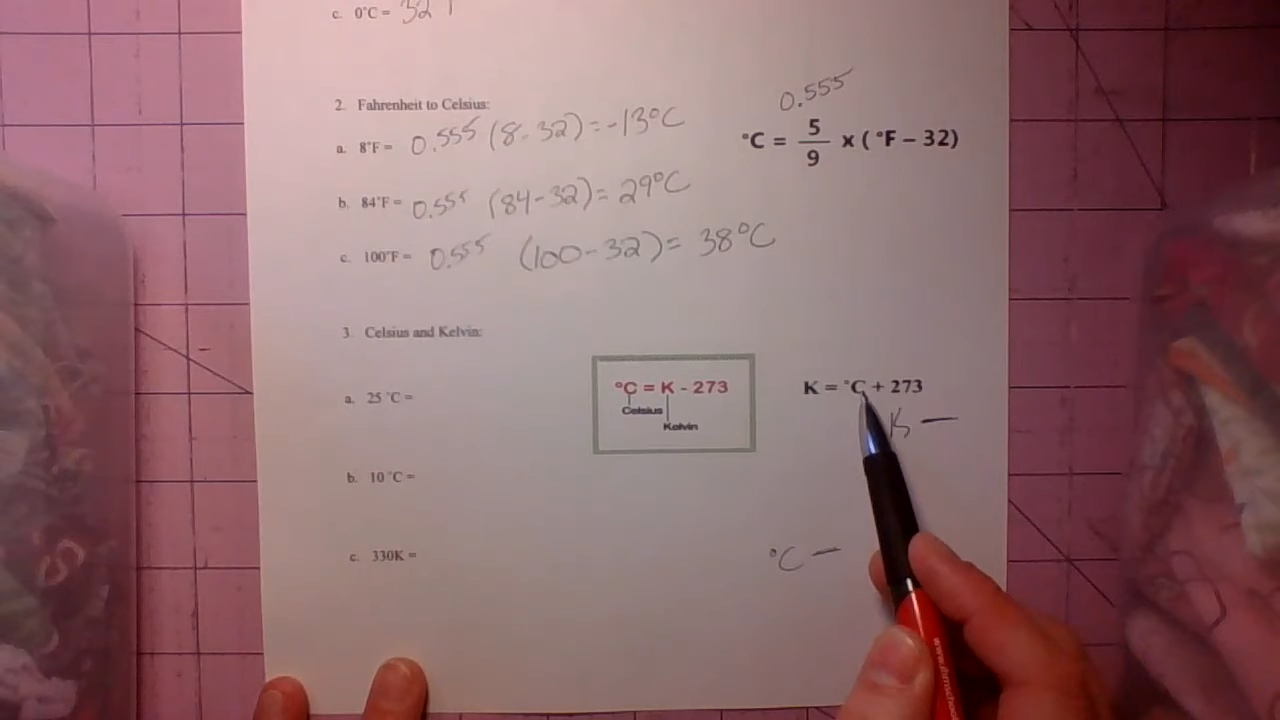 c. 0°C = 32 F
2. Fahrenheit to Celsius:
0.555
a. 8°F = 0.555 (8-32) = -13°C
°C = 5/9 x ( °F – 32)
b. 84°F = 0.555 (84-32) = 29°C
c. 100°F = 0.555 (100-32) = 38°C
3. Celsius and Kelvin:
°C = K - 273
Celsius
Kelvin
K = °C + 273
K —
a. 25 °C =
b. 10 °C =
c. 330K =
°C —